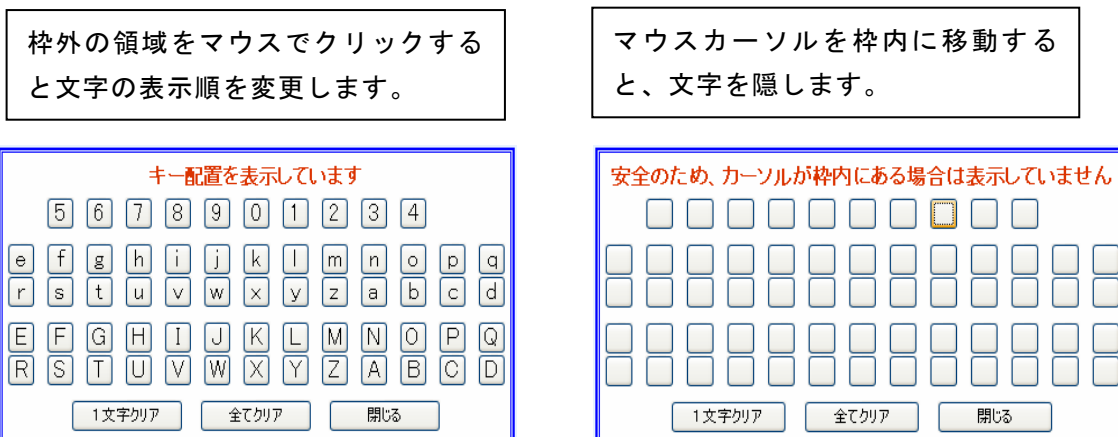 枠外の領域をマウスでクリックする
と文字の表示順を変更します。
マウスカーソルを枠内に移動する
と、文字を隠します。
キー配置を表示しています
5 6 7 8 9 0 1 2 3 4
e f g h i j k l m n o p q
r s t u v w x y z a b c d
E F G H I J K L M N O P Q
R S T U V W X Y Z A B C D
1文字クリア 全てクリア 閉じる
安全のため、カーソルが枠内にある場合は表示していません
1文字クリア 全てクリア 閉じる